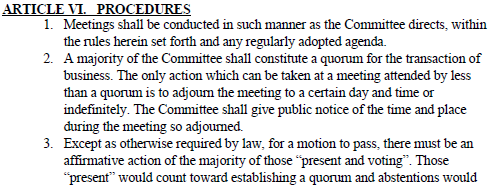 ARTICLE VI. PROCEDURES
1. Meetings shall be conducted in such manner as the Committee directs, within
the rules herein set forth and any regularly adopted agenda.
2. A majority of the Committee shall constitute a quorum for the transaction of
business. The only action which can be taken at a meeting attended by less
than a quorum is to adjourn the meeting to a certain day and time or
indefinitely. The Committee shall give public notice of the time and place
during the meeting so adjourned.
3. Except as otherwise required by law, for a motion to pass, there must be an
affirmative action of the majority of those “present and voting”. Those
“present” would count toward establishing a quorum and abstentions would